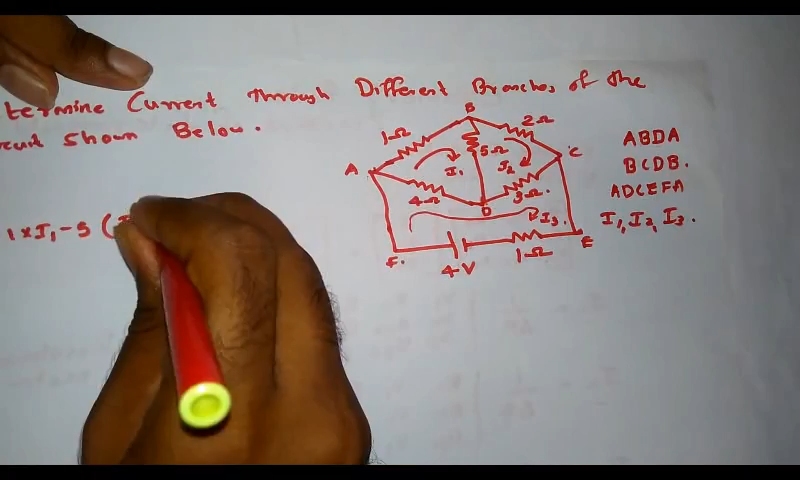 termine Current Through Different Branches of the
rcuit Shown Below.
B
1Ω
2Ω
5Ω
A
I₁
I₂
C
4Ω
3Ω.
D
I₃.
F.
4V
1Ω
E
ABDA
BCDB.
ADCEFA
I₁, I₂, I₃.
1×I₁-5(